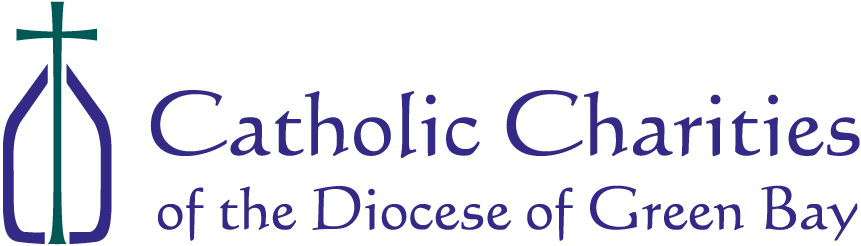 Catholic Charities
of the Diocese of Green Bay